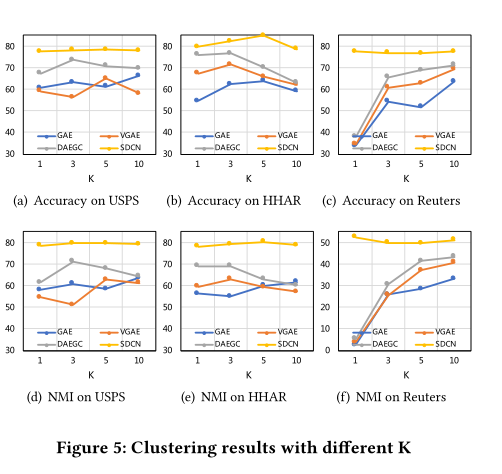 80
70
60
50
40
30
GAE VGAE
DAEGC SDCN
1 3 5 10
K
(a) Accuracy on USPS
80
70
60
50
40
30
GAE VGAE
DAEGC SDCN
1 3 5 10
K
(b) Accuracy on HHAR
80
70
60
50
40
30
GAE VGAE
DAEGC SDCN
1 3 5 10
K
(c) Accuracy on Reuters
80
70
60
50
40
30
GAE VGAE
DAEGC SDCN
1 3 5 10
K
(d) NMI on USPS
80
70
60
50
40
30
GAE VGAE
DAEGC SDCN
1 3 5 10
K
(e) NMI on HHAR
50
40
30
20
10
0
GAE VGAE
DAEGC SDCN
1 3 5 10
K
(f) NMI on Reuters
Figure 5: Clustering results with different K